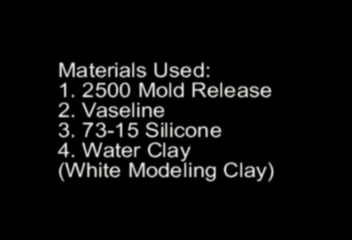 Materials Used:
1. 2500 Mold Release
2. Vaseline
3. 73-15 Silicone
4. Water Clay
(White Modeling Clay)